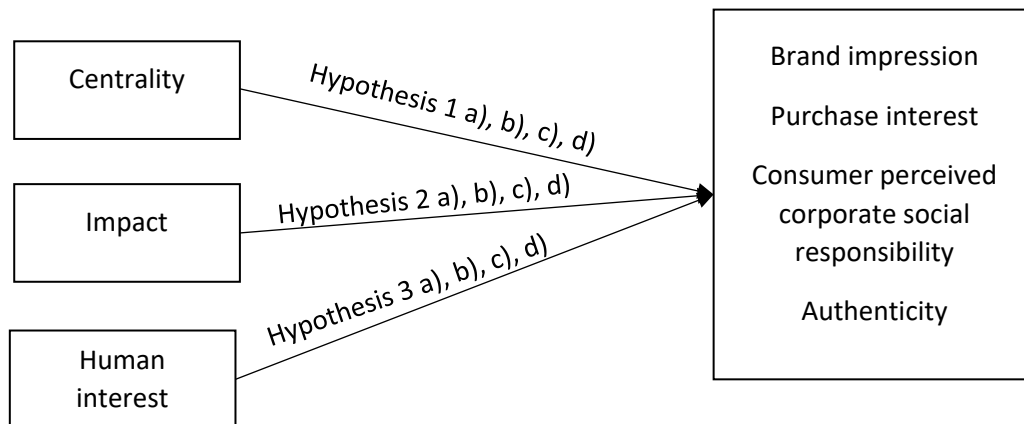 Centrality
Impact
Human
interest
Hypothesis 1 a), b), c), d)
Hypothesis 2 a), b), c), d)
Hypothesis 3 a), b), c), d)
Brand impression
Purchase interest
Consumer perceived
corporate social
responsibility
Authenticity